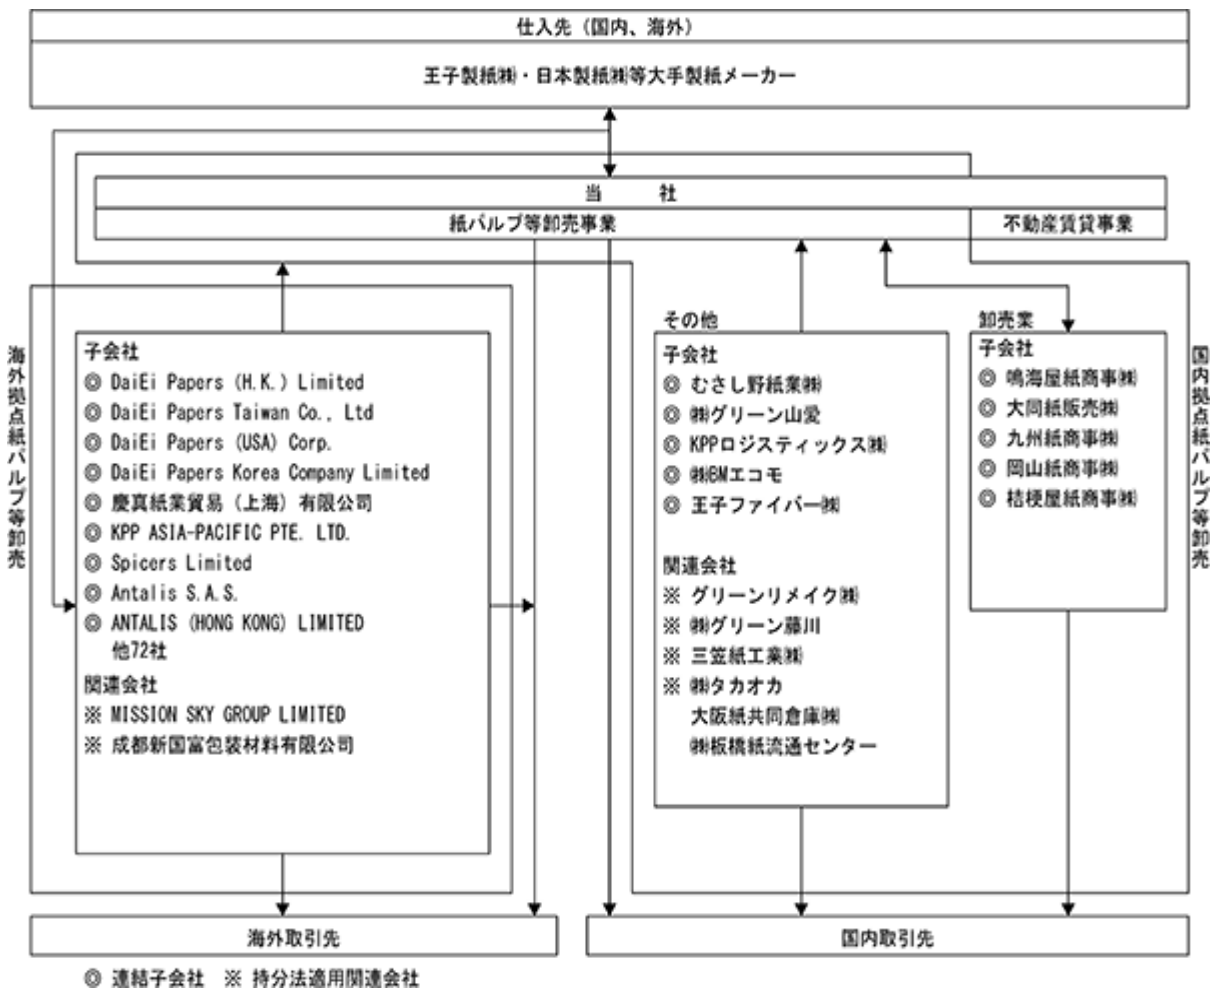 仕入先（国内、海外）
王子製紙㈱・日本製紙㈱等大手製紙メーカー
当　社
紙パルプ等卸売事業
不動産賃貸事業
海外拠点紙パルプ等卸売
子会社
◎ DaiEi Papers (H.K.) Limited
◎ DaiEi Papers Taiwan Co., Ltd
◎ DaiEi Papers (USA) Corp.
◎ DaiEi Papers Korea Company Limited
◎ 慶真紙業貿易（上海）有限公司
◎ KPP ASIA-PACIFIC PTE. LTD.
◎ Spicers Limited
◎ Antalis S.A.S.
◎ ANTALIS (HONG KONG) LIMITED
他72社
関連会社
※ MISSION SKY GROUP LIMITED
※ 成都新国富包装材料有限公司
その他
子会社
◎ むさし野紙業㈱
◎ ㈱グリーン山愛
◎ KPPロジスティックス㈱
◎ ㈱BMエコモ
◎ 王子ファイバー㈱
関連会社
※ グリーンリメイク㈱
※ ㈱グリーン藤川
※ 三笠紙工業㈱
※ ㈱タカオカ
大阪紙共同倉庫㈱
㈱板橋紙流通センター
卸売業
子会社
◎ 鳴海屋紙商事㈱
◎ 大同紙販売㈱
◎ 九州紙商事㈱
◎ 岡山紙商事㈱
◎ 桔梗屋紙商事㈱
国内拠点紙パルプ等卸売
海外取引先
国内取引先
◎ 連結子会社　※ 持分法適用関連会社